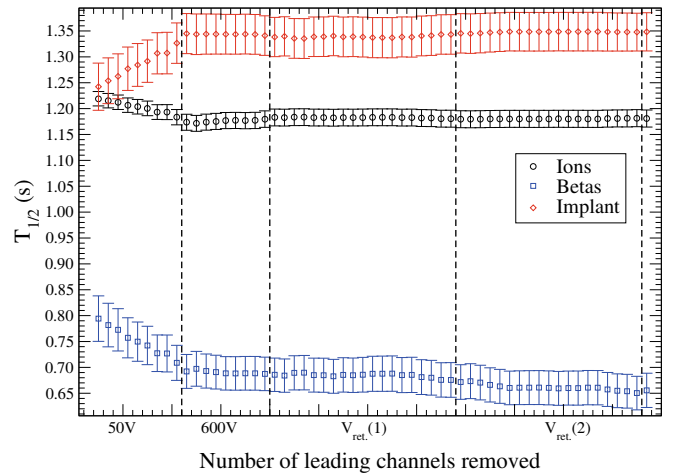 1.35
1.30
1.25
1.20
1.15
1.10
1.05
1.00
0.95
0.90
0.85
0.80
0.75
0.70
0.65
T1/2 (s)
Ions
Betas
Implant
50V 600V Vret.(1) Vret.(2)
Number of leading channels removed